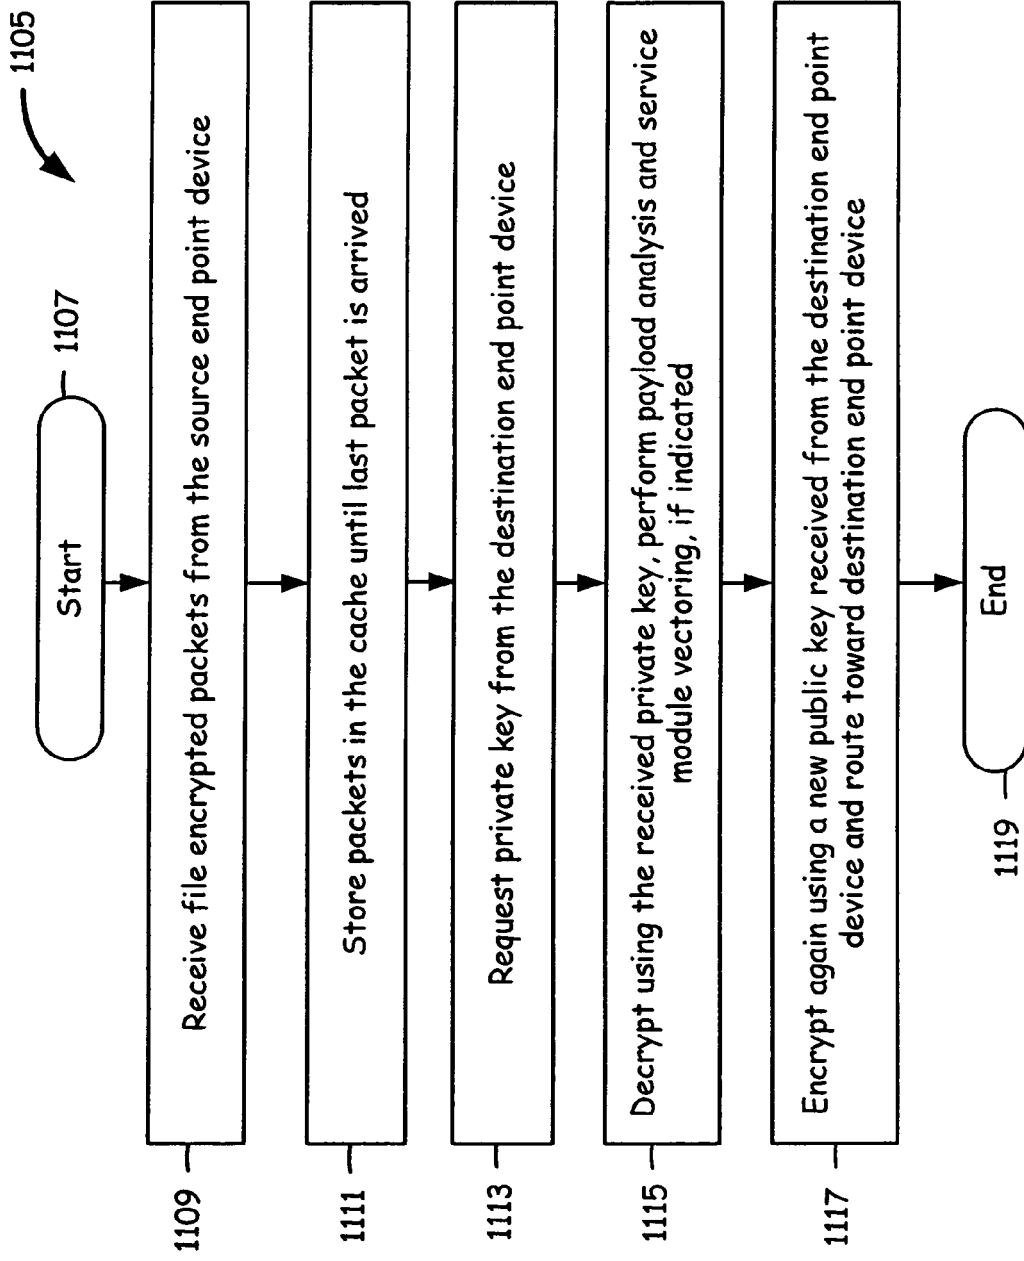 1105
1107
Start
Receive file encrypted packets from the source end point device
1109
Store packets in the cache until last packet is arrived
1111
Request private key from the destination end point device
1113
Decrypt using the received private key, perform payload analysis and service
module vectoring, if indicated
1115
Encrypt again using a new public key received from the destination end point
device and route toward destination end point device
1117
End
1119